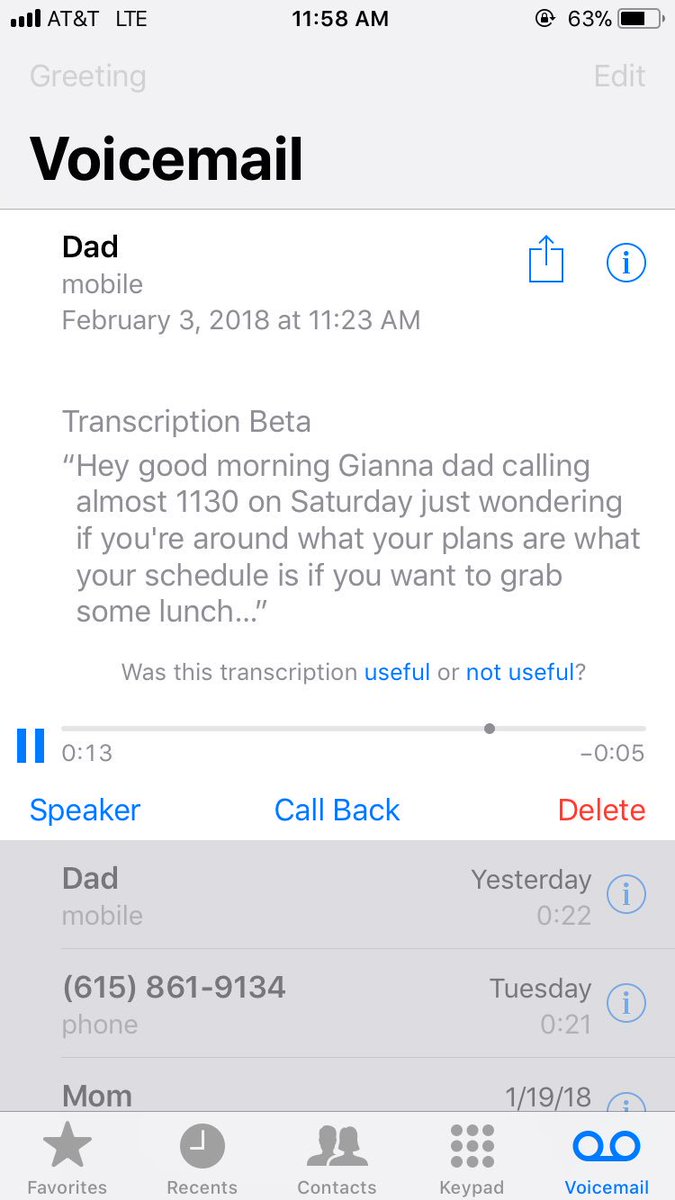 AT&T LTE 11:58 AM 63%
Greeting Edit
Voicemail
Dad
mobile
February 3, 2018 at 11:23 AM
Transcription Beta
“Hey good morning Gianna dad calling
almost 1130 on Saturday just wondering
if you're around what your plans are what
your schedule is if you want to grab
some lunch...”
Was this transcription useful or not useful?
0:13 −0:05
Speaker Call Back Delete
Dad Yesterday
mobile 0:22
(615) 861-9134 Tuesday
phone 0:21
Mom 1/19/18
Favorites Recents Contacts Keypad Voicemail